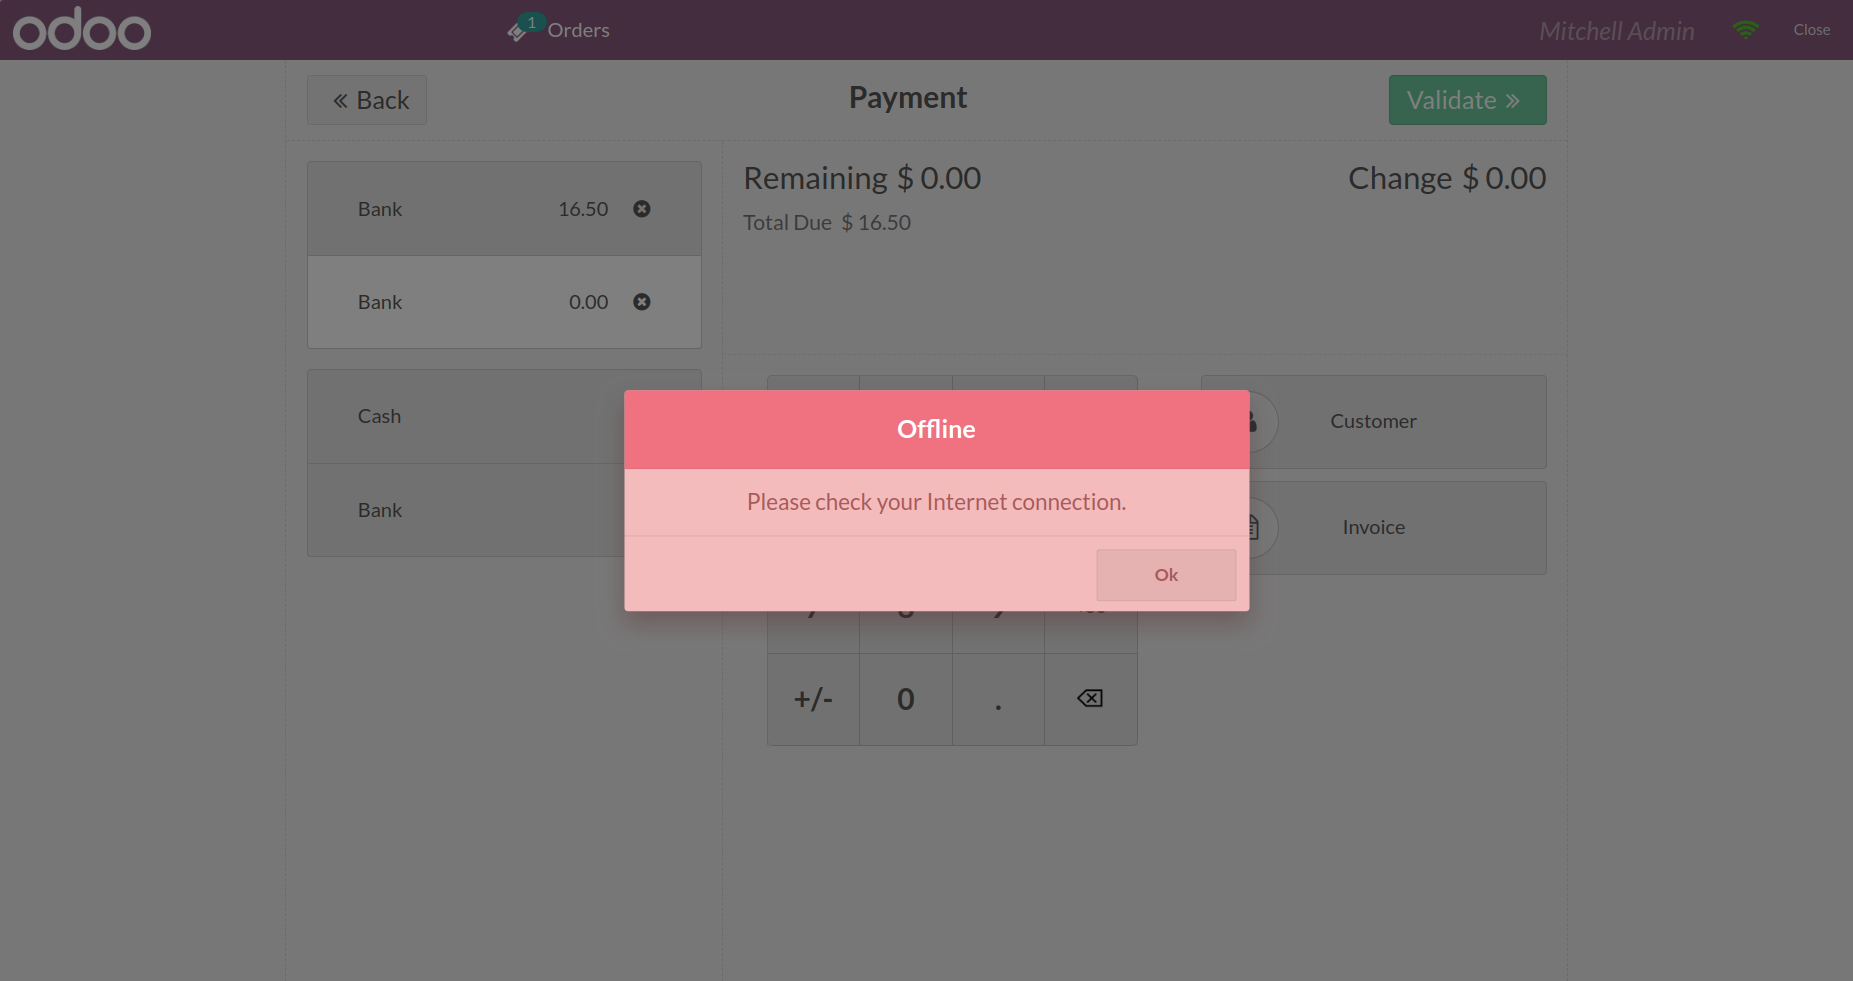 odoo
1 Orders
Mitchell Admin
Close
Back
Payment
Validate
Bank 16.50
Bank 0.00
Cash
Bank
Remaining $ 0.00
Change $ 0.00
Total Due $ 16.50
Customer
Invoice
Offline
Please check your Internet connection.
Ok
+/- 0 .